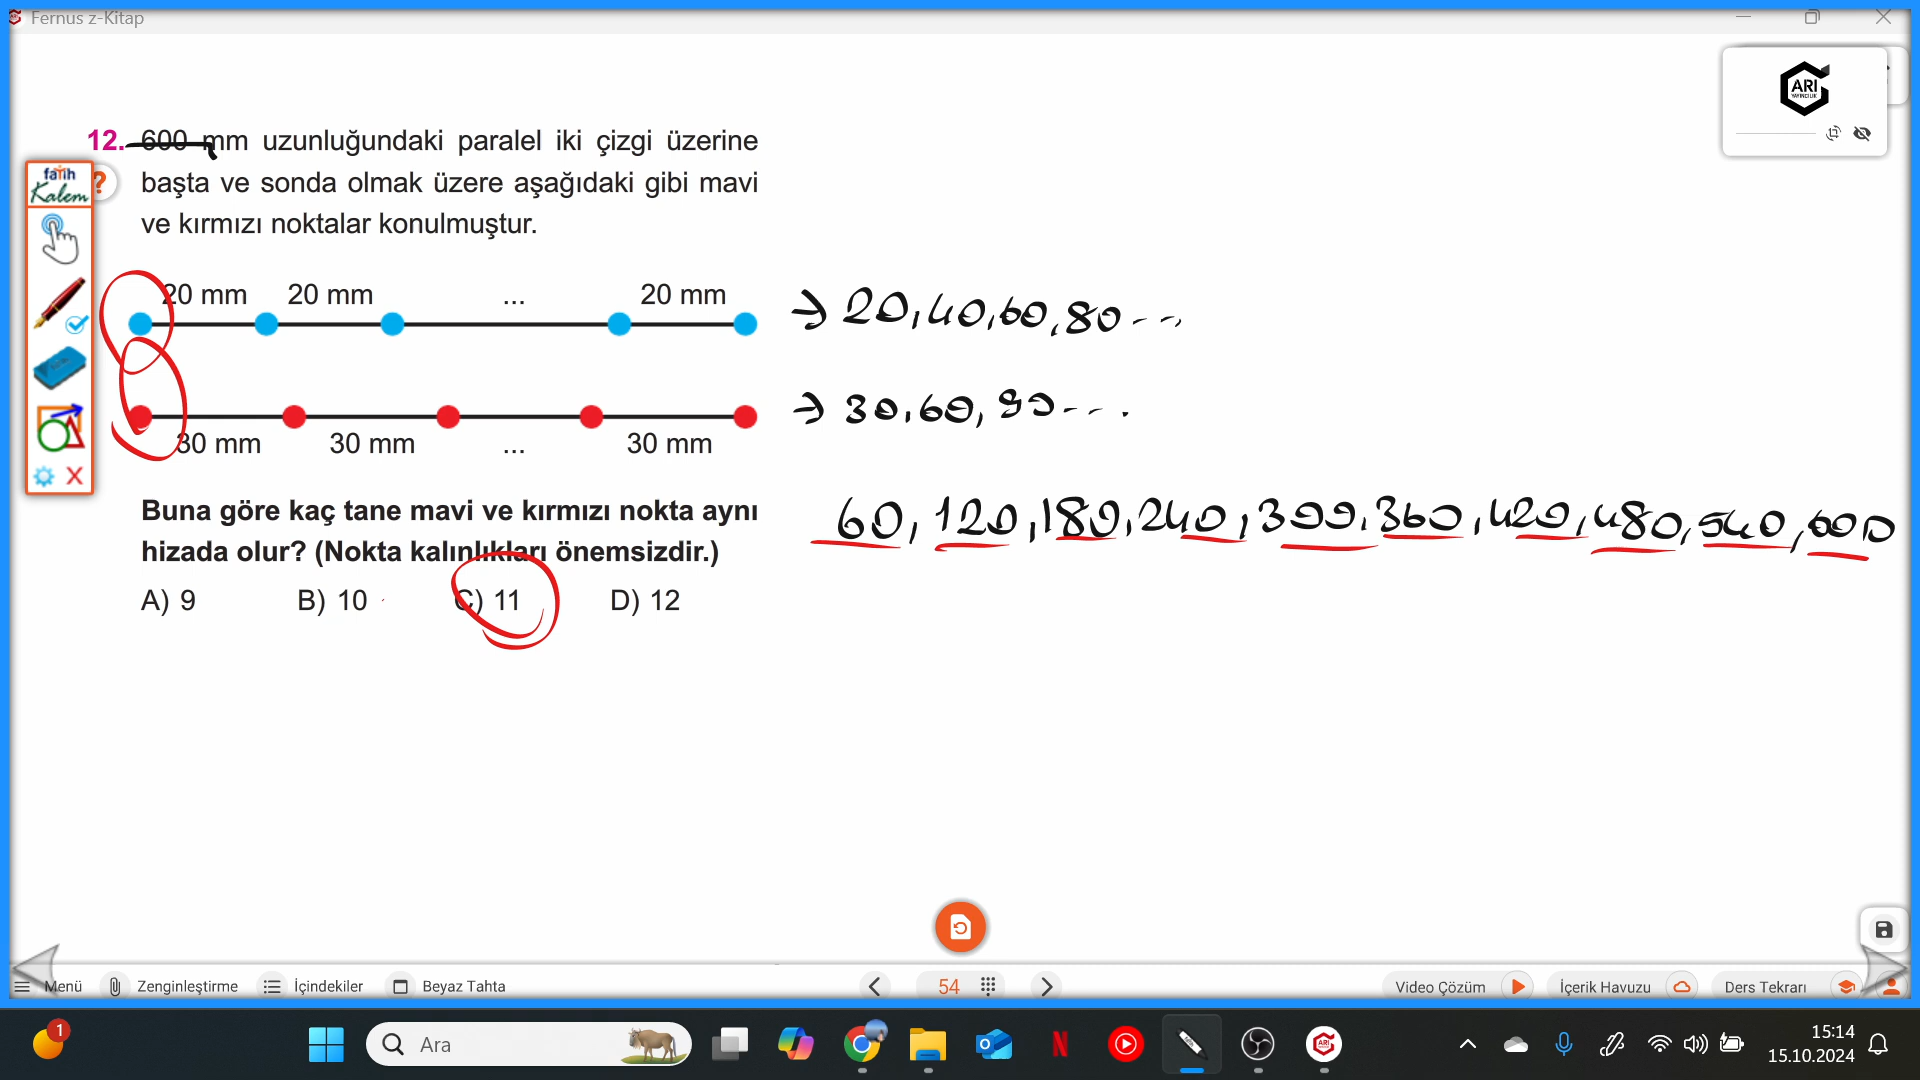 Fernus z-Kitap
ARI
YAYINCILIK
12. 600 mm uzunluğundaki paralel iki çizgi üzerine
başta ve sonda olmak üzere aşağıdaki gibi mavi
ve kırmızı noktalar konulmuştur.
fatih
Kalem
?
20 mm 20 mm ... 20 mm
→ 20, 40, 60, 80 ...
30 mm 30 mm ... 30 mm
→ 30, 60, 90 ...
Buna göre kaç tane mavi ve kırmızı nokta aynı
hizada olur? (Nokta kalınlıkları önemsizdir.)
60, 120, 180, 240, 300, 360, 420, 480, 540, 600
A) 9 B) 10 C) 11 D) 12
Menü Zenginleştirme İçindekiler Beyaz Tahta 54 Video Çözüm İçerik Havuzu Ders Tekrarı
1 Ara 15:14
15.10.2024